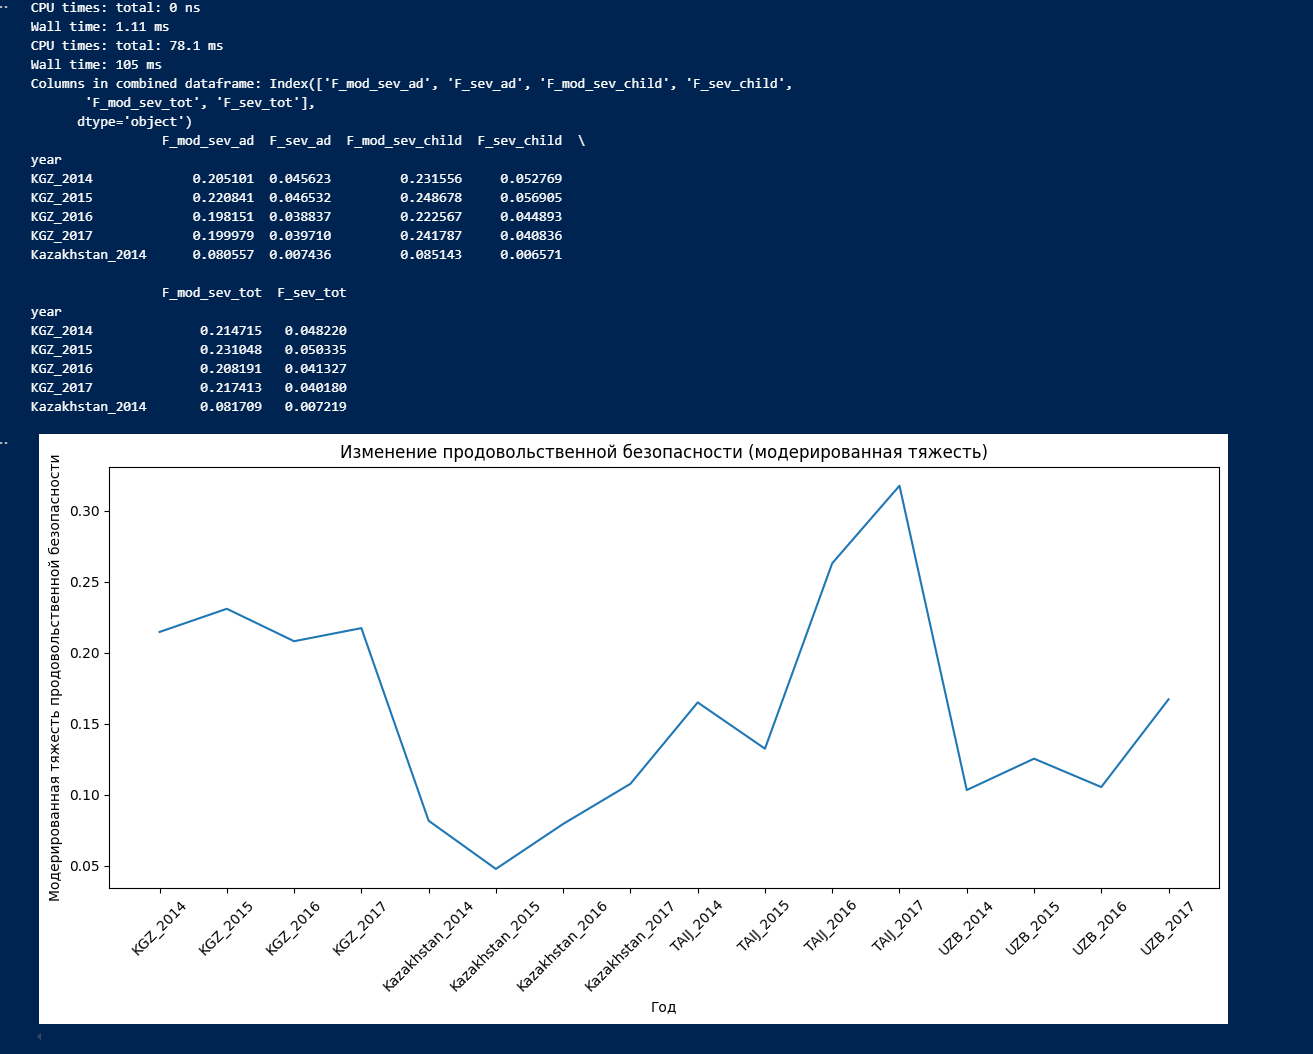 CPU times: total: 0 ns
Wall time: 1.11 ms
CPU times: total: 78.1 ms
Wall time: 105 ms
Columns in combined dataframe: Index(['F_mod_sev_ad', 'F_sev_ad', 'F_mod_sev_child', 'F_sev_child',
'F_mod_sev_tot', 'F_sev_tot'],
dtype='object')
F_mod_sev_ad F_sev_ad F_mod_sev_child F_sev_child \
year
KGZ_2014 0.205101 0.045623 0.231556 0.052769
KGZ_2015 0.220841 0.046532 0.248678 0.056905
KGZ_2016 0.198151 0.038837 0.222567 0.044893
KGZ_2017 0.199979 0.039710 0.241787 0.040836
Kazakhstan_2014 0.080557 0.007436 0.085143 0.006571
F_mod_sev_tot F_sev_tot
year
KGZ_2014 0.214715 0.048220
KGZ_2015 0.231048 0.050335
KGZ_2016 0.208191 0.041327
KGZ_2017 0.217413 0.040180
Kazakhstan_2014 0.081709 0.007219
Изменение продовольственной безопасности (модерированная тяжесть)
Модерированная тяжесть продовольственной безопасности
0.30
0.25
0.20
0.15
0.10
0.05
KGZ_2014
KGZ_2015
KGZ_2016
KGZ_2017
Kazakhstan_2014
Kazakhstan_2015
Kazakhstan_2016
Kazakhstan_2017
TAIJ_2014
TAIJ_2015
TAIJ_2016
TAIJ_2017
UZB_2014
UZB_2015
UZB_2016
UZB_2017
Год